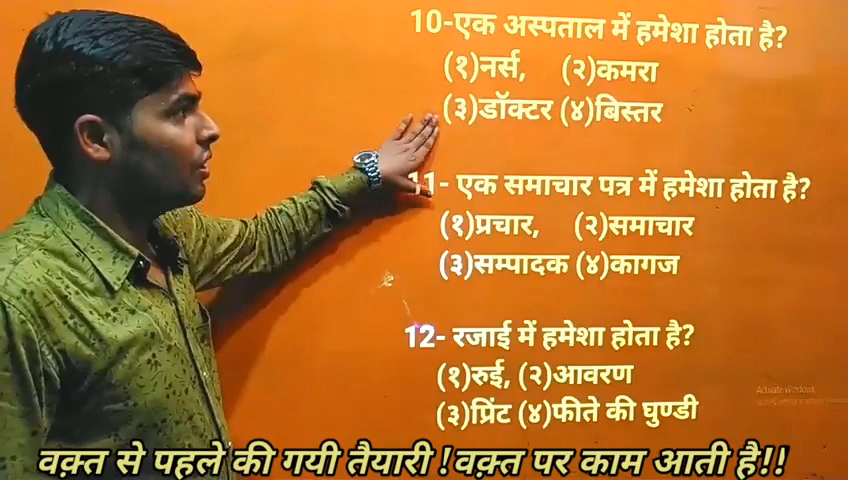 10-एक अस्पताल में हमेशा होता है?
(१)नर्स, (२)कमरा
(३)डॉक्टर (४)बिस्तर
11- एक समाचार पत्र में हमेशा होता है?
(१)प्रचार, (२)समाचार
(३)सम्पादक (४)कागज
12- रजाई में हमेशा होता है?
(१)रुई, (२)आवरण
(३)प्रिंट (४)फीते की घुण्डी
Activate Windows
वक़्त से पहले की गयी तैयारी ! वक़्त पर काम आती है!!